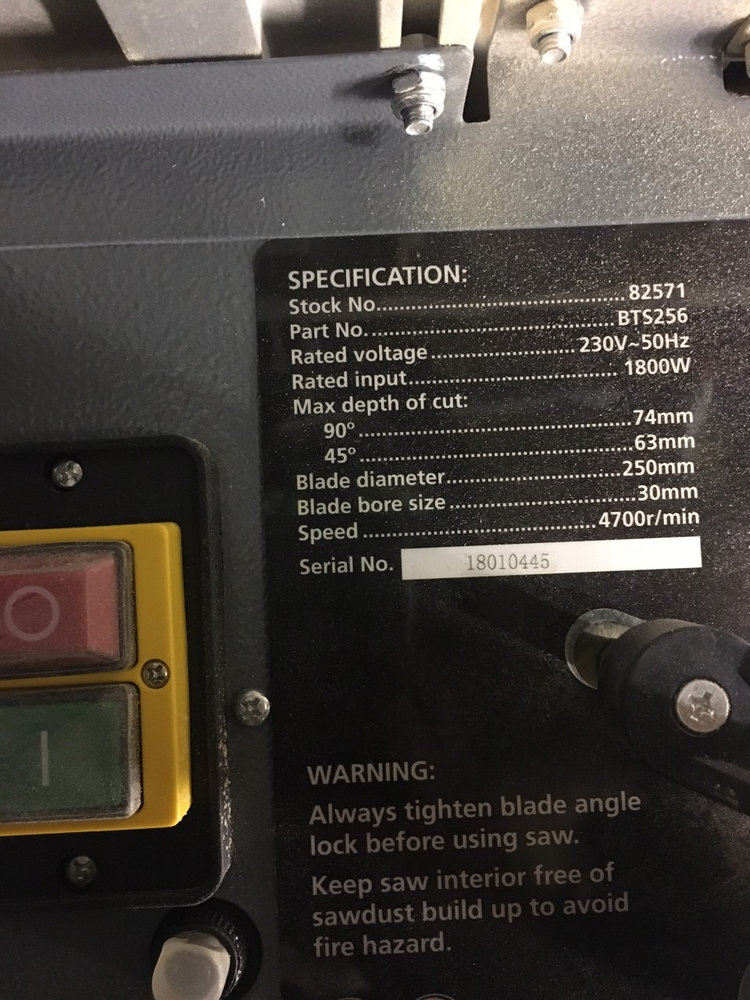 SPECIFICATION:
Stock No.......................................82571
Part No........................................BTS256
Rated voltage.......................230V~50Hz
Rated input................................. 1800W
Max depth of cut:
90º...........................................74mm
45º...........................................63mm
Blade diameter...........................250mm
Blade bore size.............................30mm
Speed.....................................4700r/min
Serial No. 18010445
O
I
WARNING:
Always tighten blade angle
lock before using saw.
Keep saw interior free of
sawdust build up to avoid
fire hazard.